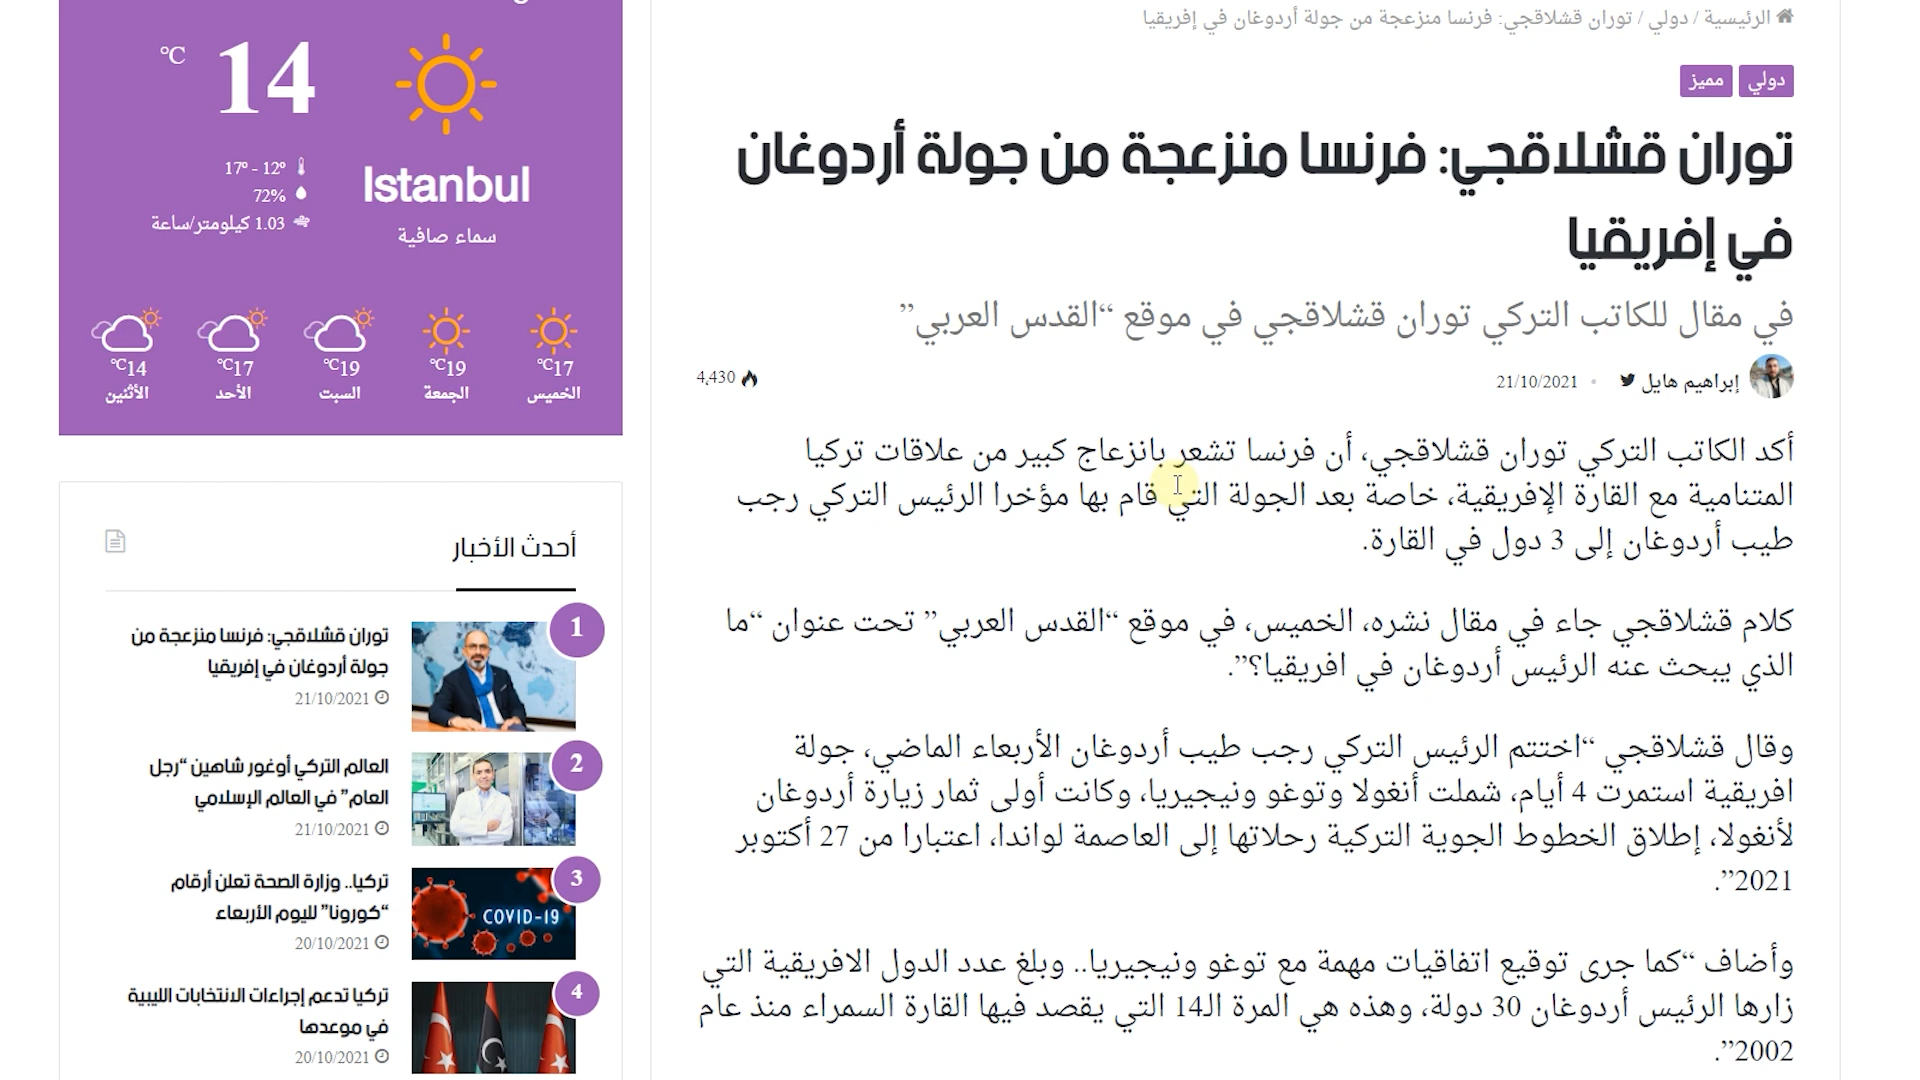 الرئيسية / دولي / توران قشلاقجي: فرنسا منزعجة من جولة أردوغان في إفريقيا
دولي
مميز
توران قشلاقجي: فرنسا منزعجة من جولة أردوغان
في إفريقيا
في مقال للكاتب التركي توران قشلاقجي في موقع “القدس العربي”
إبراهيم هايل
21/10/2021
4٬430
أكد الكاتب التركي توران قشلاقجي، أن فرنسا تشعر بانزعاج كبير من علاقات تركيا
المتنامية مع القارة الإفريقية، خاصة بعد الجولة التي قام بها مؤخرا الرئيس التركي رجب
طيب أردوغان إلى 3 دول في القارة.
كلام قشلاقجي جاء في مقال نشره، الخميس، في موقع “القدس العربي” تحت عنوان “ما
الذي يبحث عنه الرئيس أردوغان في افريقيا؟”.
وقال قشلاقجي “اختتم الرئيس التركي رجب طيب أردوغان الأربعاء الماضي، جولة
افريقية استمرت 4 أيام، شملت أنغولا وتوغو ونيجيريا، وكانت أولى ثمار زيارة أردوغان
لأنغولا، إطلاق الخطوط الجوية التركية رحلاتها إلى العاصمة لواندا، اعتبارا من 27 أكتوبر
2021”.
وأضاف “كما جرى توقيع اتفاقيات مهمة مع توغو ونيجيريا.. وبلغ عدد الدول الافريقية التي
زارها الرئيس أردوغان 30 دولة، وهذه هي المرة الـ14 التي يقصد فيها القارة السمراء منذ عام
2002”.
14 ℃
Istanbul
سماء صافية
17º - 12º
72%
1.03 كيلومتر/ساعة
17℃
19℃
19℃
17℃
14℃
الخميس
الجمعة
السبت
الأحد
الأثنين
أحدث الأخبار
1
توران قشلاقجي: فرنسا منزعجة من
جولة أردوغان في إفريقيا
21/10/2021
2
العالم التركي أوغور شاهين “رجل
العام” في العالم الإسلامي
21/10/2021
3
COVID-19
تركيا.. وزارة الصحة تعلن أرقام
“كورونا” لليوم الأربعاء
20/10/2021
4
تركيا تدعم إجراءات الانتخابات الليبية
في موعدها
20/10/2021